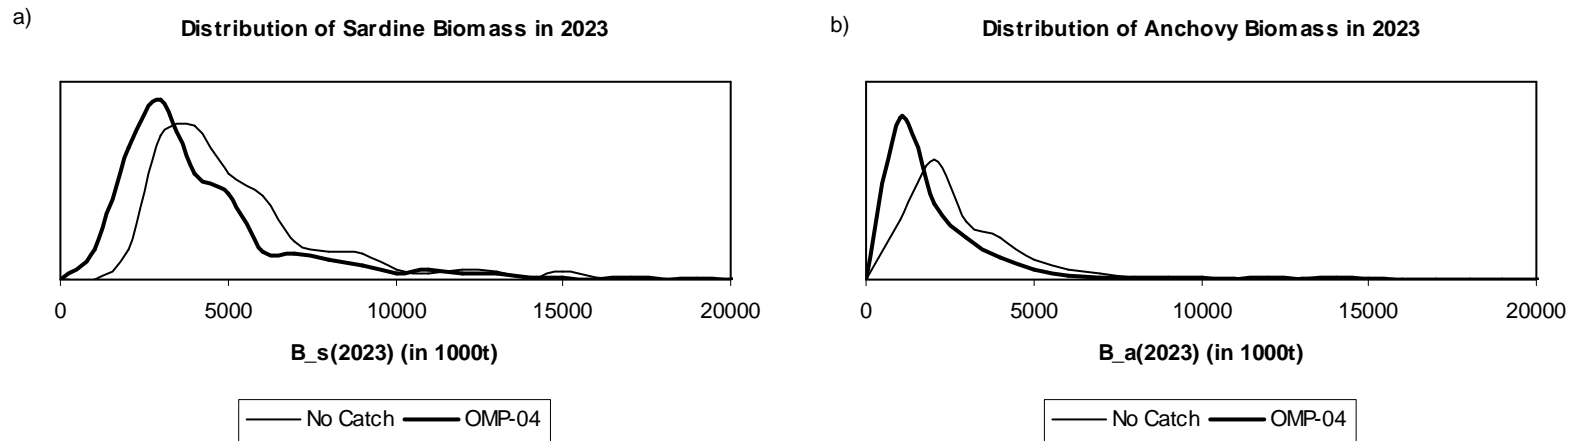 a)
Distribution of Sardine Biomass in 2023
0 5000 10000 15000 20000
B_s(2023) (in 1000t)
No Catch OMP-04
b)
Distribution of Anchovy Biomass in 2023
0 5000 10000 15000 20000
B_a(2023) (in 1000t)
No Catch OMP-04